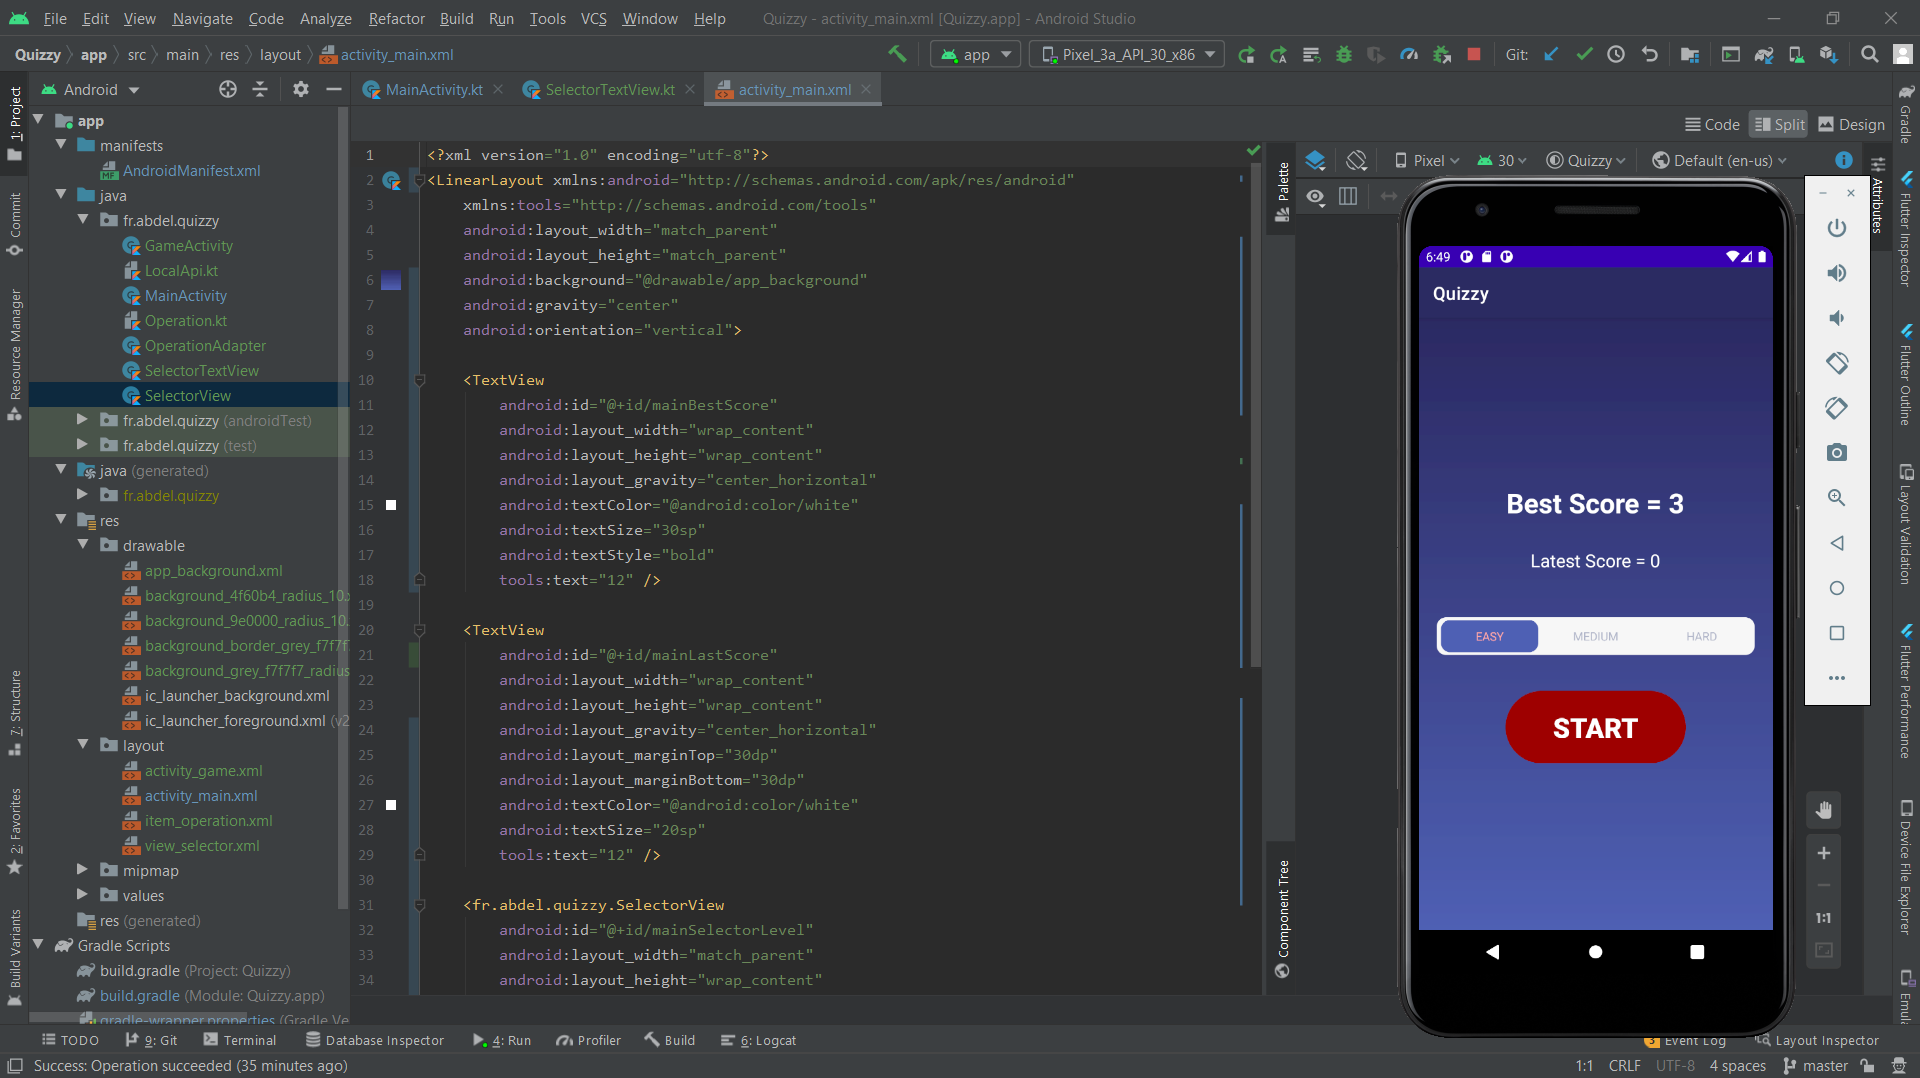 File Edit View Navigate Code Analyze Refactor Build Run Tools VCS Window Help Quizzy - activity_main.xml [Quizzy.app] - Android Studio
Quizzy app src main res layout activity_main.xml app Pixel_3a_API_30_x86 Git:
Android MainActivity.kt SelectorTextView.kt activity_main.xml
Code Split Design
1: Project
Commit
Resource Manager
7: Structure
2: Favorites
Build Variants
app
manifests
AndroidManifest.xml
java
fr.abdel.quizzy
GameActivity
LocalApi.kt
MainActivity
Operation.kt
OperationAdapter
SelectorTextView
SelectorView
fr.abdel.quizzy (androidTest)
fr.abdel.quizzy (test)
java (generated)
fr.abdel.quizzy
res
drawable
app_background.xml
background_4f60b4_radius_10.x
background_9e0000_radius_10.
background_border_grey_f7f7f
background_grey_f7f7f7_radius
ic_launcher_background.xml
ic_launcher_foreground.xml (v2
layout
activity_game.xml
activity_main.xml
item_operation.xml
view_selector.xml
mipmap
values
res (generated)
Gradle Scripts
build.gradle (Project: Quizzy)
build.gradle (Module: Quizzy.app)
gradle-wrapper.properties (Gradle Ve
1 <?xml version="1.0" encoding="utf-8"?>
2 <LinearLayout xmlns:android="http://schemas.android.com/apk/res/android"
3 xmlns:tools="http://schemas.android.com/tools"
4 android:layout_width="match_parent"
5 android:layout_height="match_parent"
6 android:background="@drawable/app_background"
7 android:gravity="center"
8 android:orientation="vertical">
9
10 <TextView
11 android:id="@+id/mainBestScore"
12 android:layout_width="wrap_content"
13 android:layout_height="wrap_content"
14 android:layout_gravity="center_horizontal"
15 android:textColor="@android:color/white"
16 android:textSize="30sp"
17 android:textStyle="bold"
18 tools:text="12" />
19
20 <TextView
21 android:id="@+id/mainLastScore"
22 android:layout_width="wrap_content"
23 android:layout_height="wrap_content"
24 android:layout_gravity="center_horizontal"
25 android:layout_marginTop="30dp"
26 android:layout_marginBottom="30dp"
27 android:textColor="@android:color/white"
28 android:textSize="20sp"
29 tools:text="12" />
30
31 <fr.abdel.quizzy.SelectorView
32 android:id="@+id/mainSelectorLevel"
33 android:layout_width="match_parent"
34 android:layout_height="wrap_content"
Palette
Component Tree
Pixel 30 Quizzy Default (en-us)
Attributes
6:49
Quizzy
Best Score = 3
Latest Score = 0
EASY MEDIUM HARD
START
1:1
Gradle
Flutter Inspector
Flutter Outline
Layout Validation
Flutter Performance
Device File Explorer
Emula
TODO 9: Git Terminal Database Inspector 4: Run Profiler Build 6: Logcat 3 Event Log Layout Inspector
Success: Operation succeeded (35 minutes ago) 1:1 CRLF UTF-8 4 spaces master